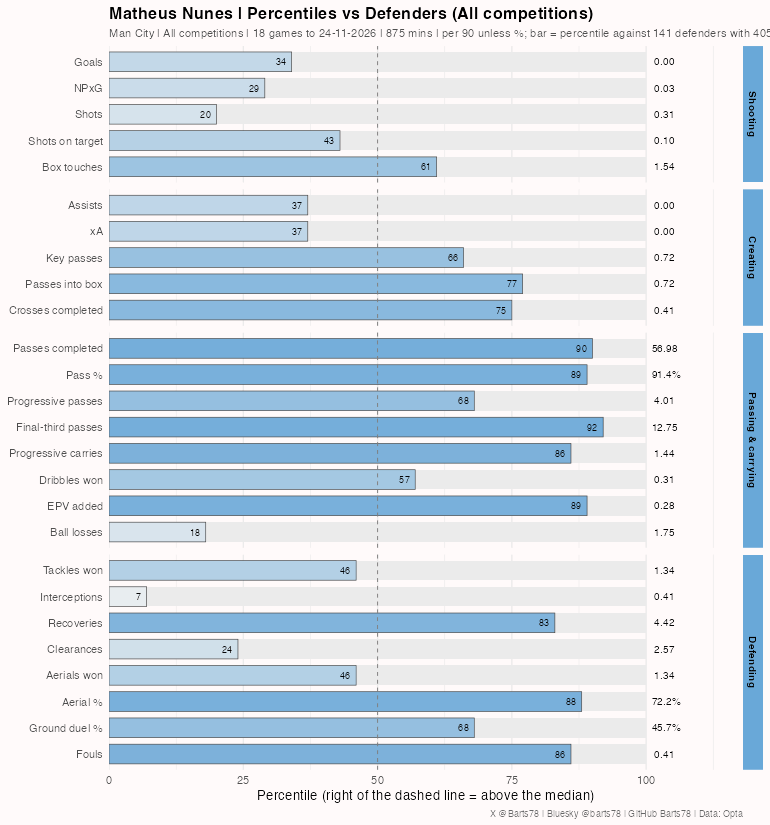 Matheus Nunes | Percentiles vs Defenders (All competitions)
Man City | All competitions | 18 games to 24-11-2026 | 875 mins | per 90 unless %; bar = percentile against 141 defenders with 405
Goals 34 0.00
NPxG 29 0.03
Shots 20 0.31
Shots on target 43 0.10
Box touches 61 1.54
Shooting
Assists 37 0.00
xA 37 0.00
Key passes 66 0.72
Passes into box 77 0.72
Crosses completed 75 0.41
Creating
Passes completed 90 56.98
Pass % 89 91.4%
Progressive passes 68 4.01
Final-third passes 92 12.75
Progressive carries 86 1.44
Dribbles won 57 0.31
EPV added 89 0.28
Ball losses 18 1.75
Passing & carrying
Tackles won 46 1.34
Interceptions 7 0.41
Recoveries 83 4.42
Clearances 24 2.57
Aerials won 46 1.34
Aerial % 88 72.2%
Ground duel % 68 45.7%
Fouls 86 0.41
Defending
0 25 50 75 100
Percentile (right of the dashed line = above the median)
X @Barts78 | Bluesky @barts78 | GitHub Barts78 | Data: Opta